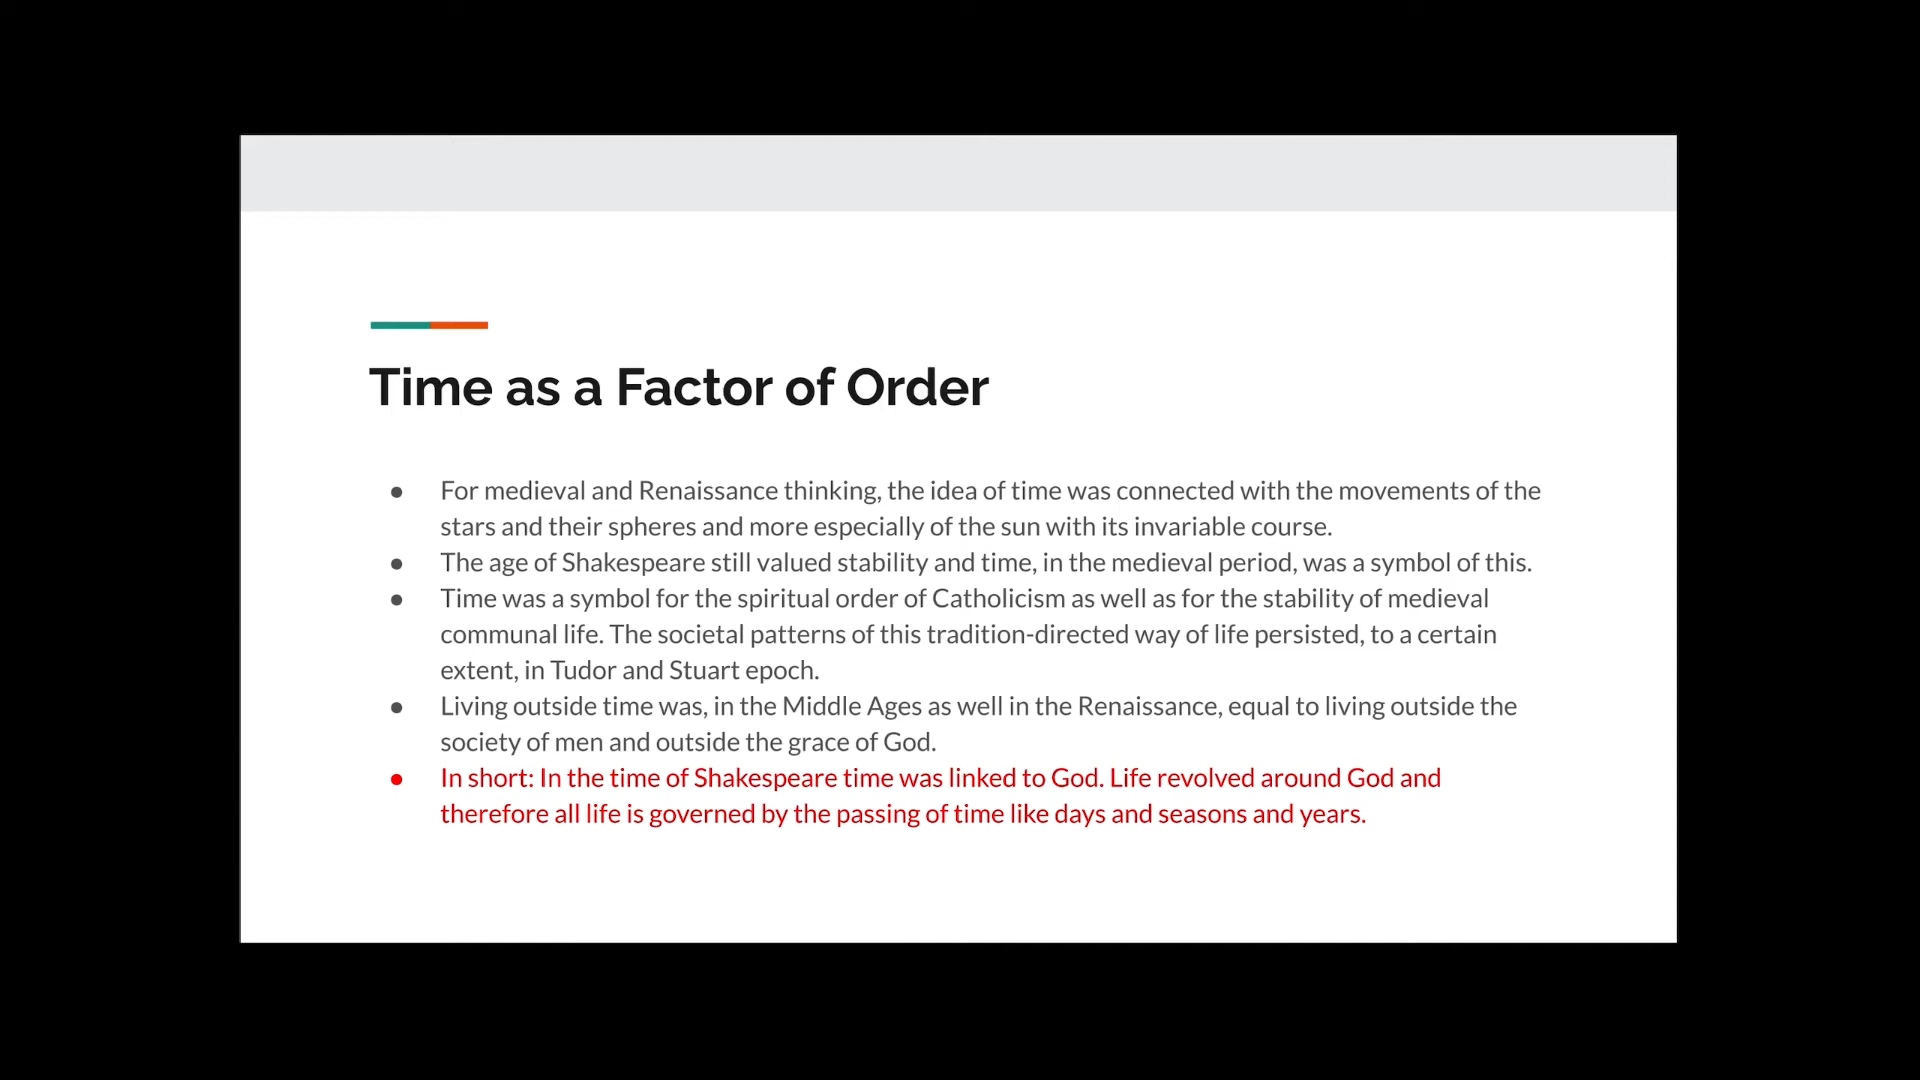 Time as a Factor of Order
● For medieval and Renaissance thinking, the idea of time was connected with the movements of the
stars and their spheres and more especially of the sun with its invariable course.
● The age of Shakespeare still valued stability and time, in the medieval period, was a symbol of this.
● Time was a symbol for the spiritual order of Catholicism as well as for the stability of medieval
communal life. The societal patterns of this tradition-directed way of life persisted, to a certain
extent, in Tudor and Stuart epoch.
● Living outside time was, in the Middle Ages as well in the Renaissance, equal to living outside the
society of men and outside the grace of God.
● In short: In the time of Shakespeare time was linked to God. Life revolved around God and
therefore all life is governed by the passing of time like days and seasons and years.